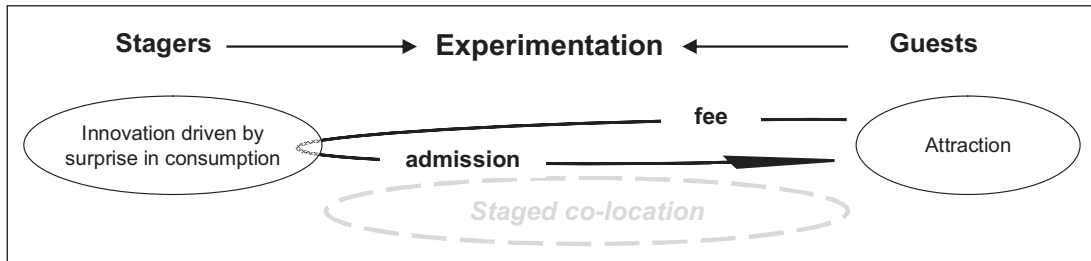 Stagers
Experimentation
Guests
Innovation driven by
surprise in consumption
fee
admission
Attraction
Staged co-location